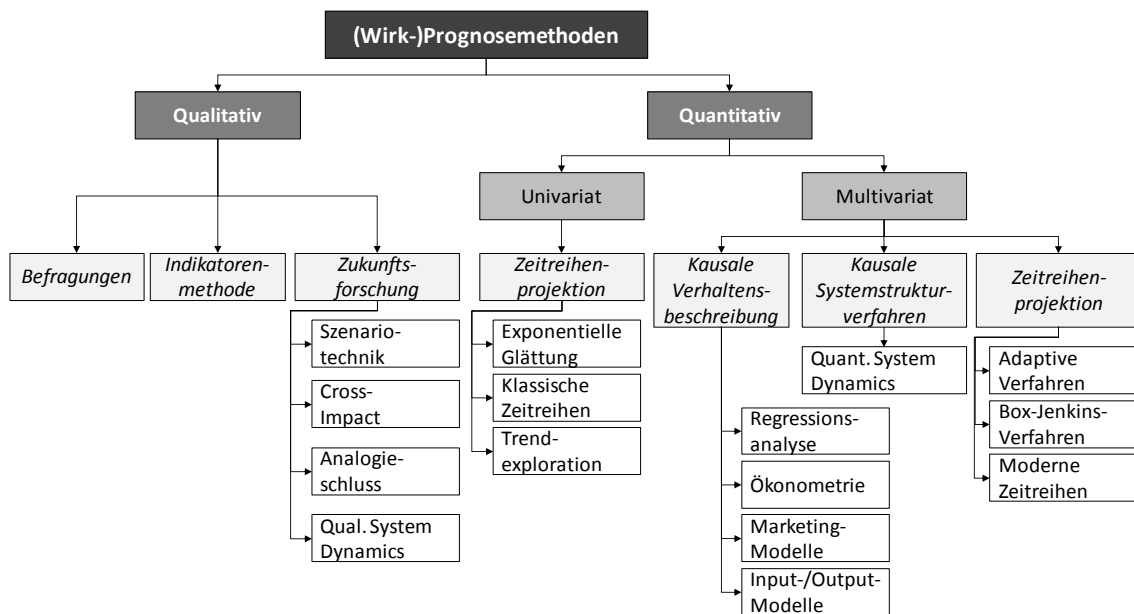 (Wirk-)Prognosemethoden
Qualitativ
Quantitativ
Univariat
Multivariat
Befragungen
Indikatoren-
methode
Zukunfts-
forschung
Zeitreihen-
projektion
Kausale
Verhaltens-
beschreibung
Kausale
Systemstruktur-
verfahren
Zeitreihen-
projektion
Szenario-
technik
Cross-
Impact
Analogie-
schluss
Qual. System
Dynamics
Exponentielle
Glättung
Klassische
Zeitreihen
Trend-
exploration
Regressions-
analyse
Ökonometrie
Marketing-
Modelle
Input-/Output-
Modelle
Quant. System
Dynamics
Adaptive
Verfahren
Box-Jenkins-
Verfahren
Moderne
Zeitreihen